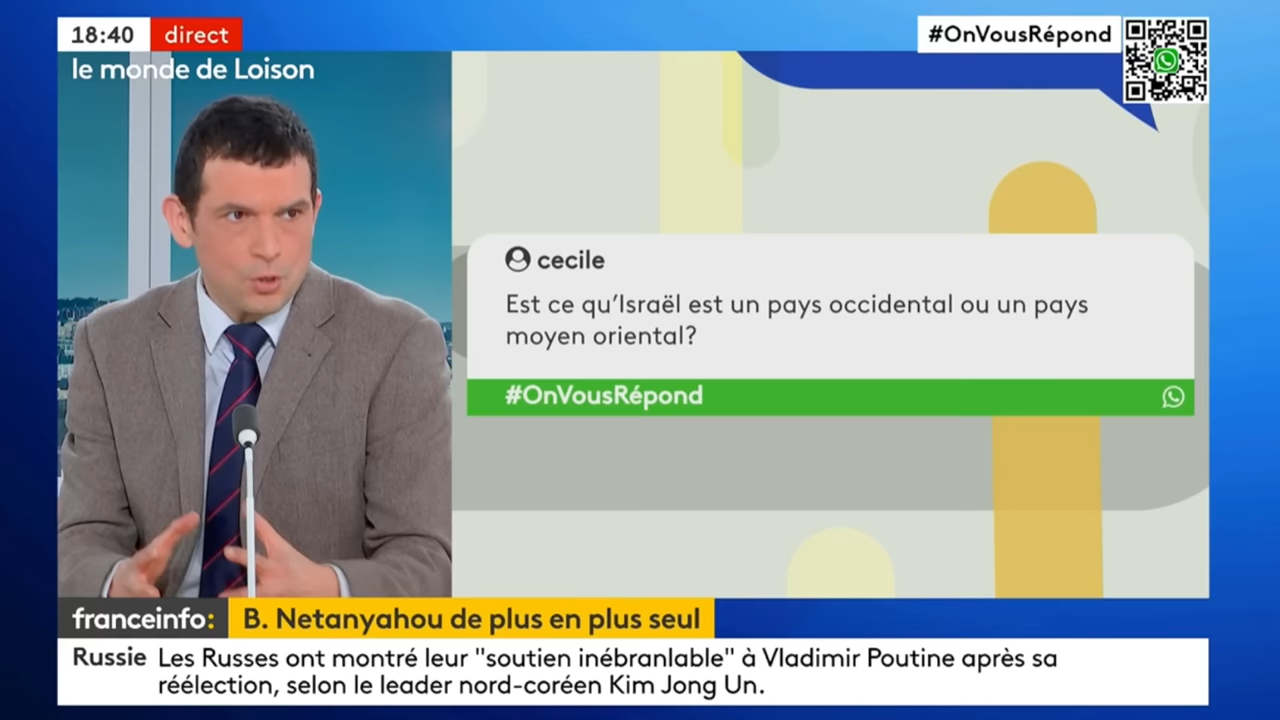 18:40 direct
#OnVousRépond
le monde de Loison
cecile
Est ce qu’Israël est un pays occidental ou un pays
moyen oriental?
#OnVousRépond
franceinfo: B. Netanyahou de plus en plus seul
Russie Les Russes ont montré leur "soutien inébranlable" à Vladimir Poutine après sa
réélection, selon le leader nord-coréen Kim Jong Un.